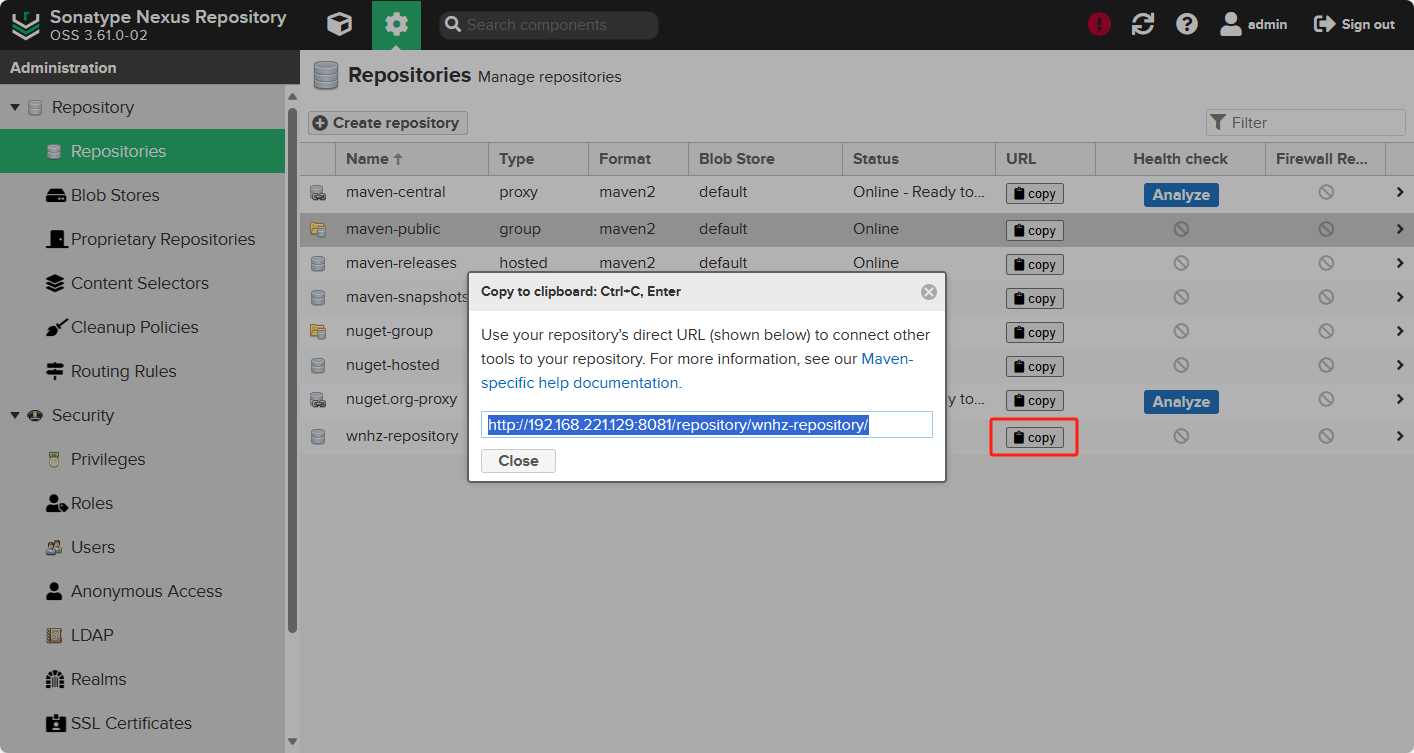 Sonatype Nexus Repository
OSS 3.61.0-02
Search components
admin
Sign out
Administration
Repository
Repositories
Blob Stores
Proprietary Repositories
Content Selectors
Cleanup Policies
Routing Rules
Security
Privileges
Roles
Users
Anonymous Access
LDAP
Realms
SSL Certificates
Repositories Manage repositories
Create repository
Filter
Name Type Format Blob Store Status URL Health check Firewall Re...
maven-central proxy maven2 default Online - Ready to... copy Analyze
maven-public group maven2 default Online copy
maven-releases hosted maven2 default Online copy
maven-snapshots copy
nuget-group copy
nuget-hosted copy
nuget.org-proxy y to... copy Analyze
wnhz-repository copy
Copy to clipboard: Ctrl+C, Enter
Use your repository's direct URL (shown below) to connect other
tools to your repository. For more information, see our Maven-
specific help documentation.
http://192.168.221.129:8081/repository/wnhz-repository/
Close